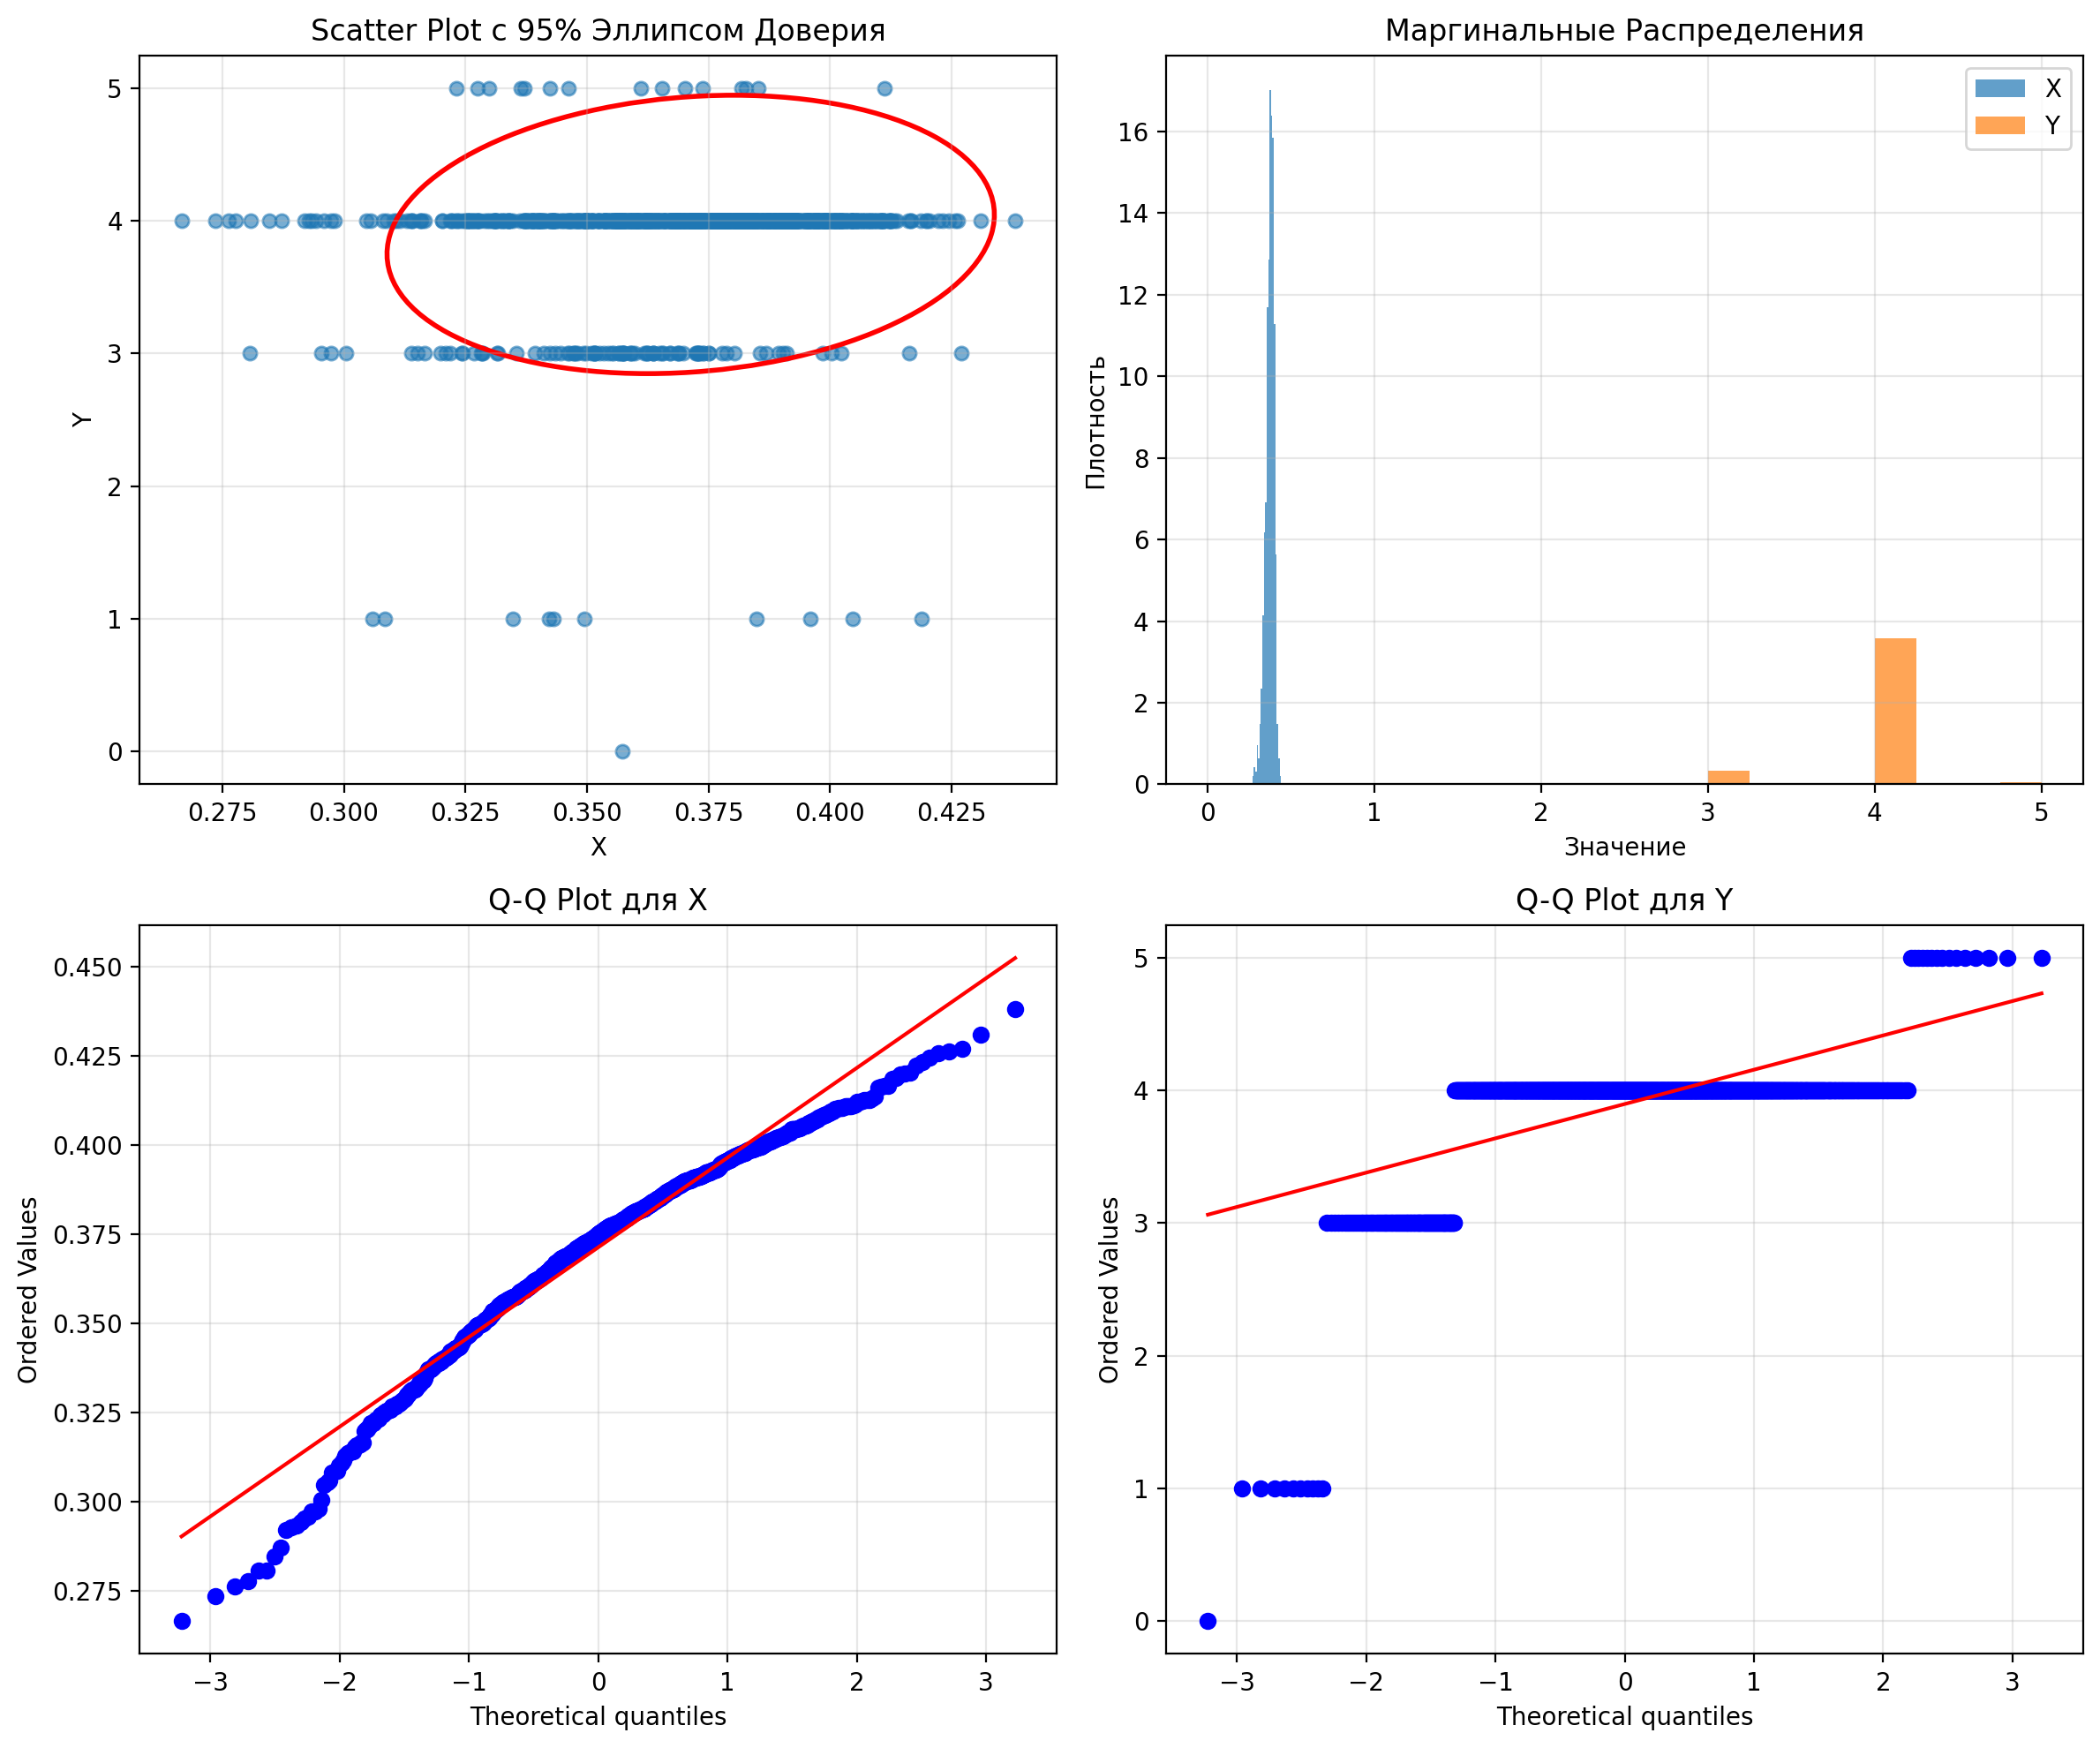 Scatter Plot с 95% Эллипсом Доверия
5
4
3
2
1
0
Y
0.275 0.300 0.325 0.350 0.375 0.400 0.425
X
Маргинальные Распределения
X
Y
16
14
12
10
8
6
4
2
0
Плотность
0 1 2 3 4 5
Значение
Q-Q Plot для X
0.450
0.425
0.400
0.375
0.350
0.325
0.300
0.275
Ordered Values
−3 −2 −1 0 1 2 3
Theoretical quantiles
Q-Q Plot для Y
5
4
3
2
1
0
Ordered Values
−3 −2 −1 0 1 2 3
Theoretical quantiles